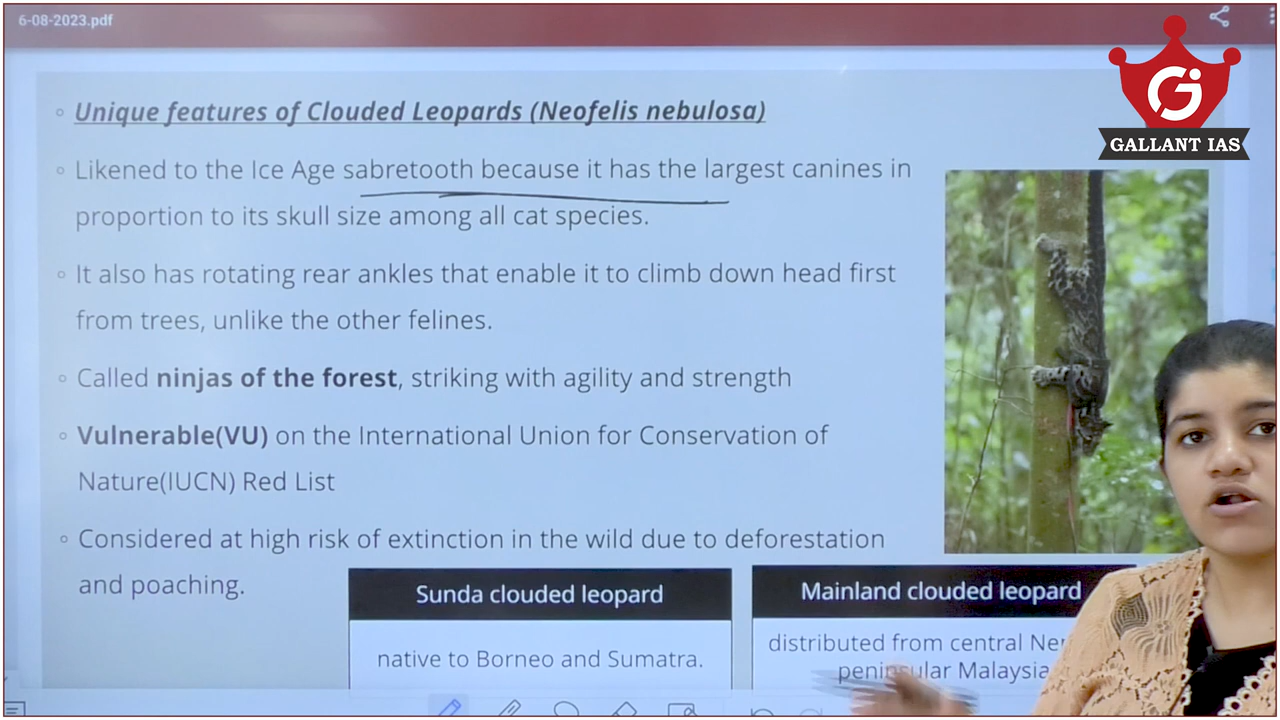 6-08-2023.pdf
GALLANT IAS
Unique features of Clouded Leopards (Neofelis nebulosa)
Likened to the Ice Age sabretooth because it has the largest canines in
proportion to its skull size among all cat species.
It also has rotating rear ankles that enable it to climb down head first
from trees, unlike the other felines.
Called ninjas of the forest, striking with agility and strength
Vulnerable(VU) on the International Union for Conservation of
Nature(IUCN) Red List
Considered at high risk of extinction in the wild due to deforestation
and poaching.
Sunda clouded leopard
native to Borneo and Sumatra.
Mainland clouded leopard
distributed from central
peninsular Malaysia